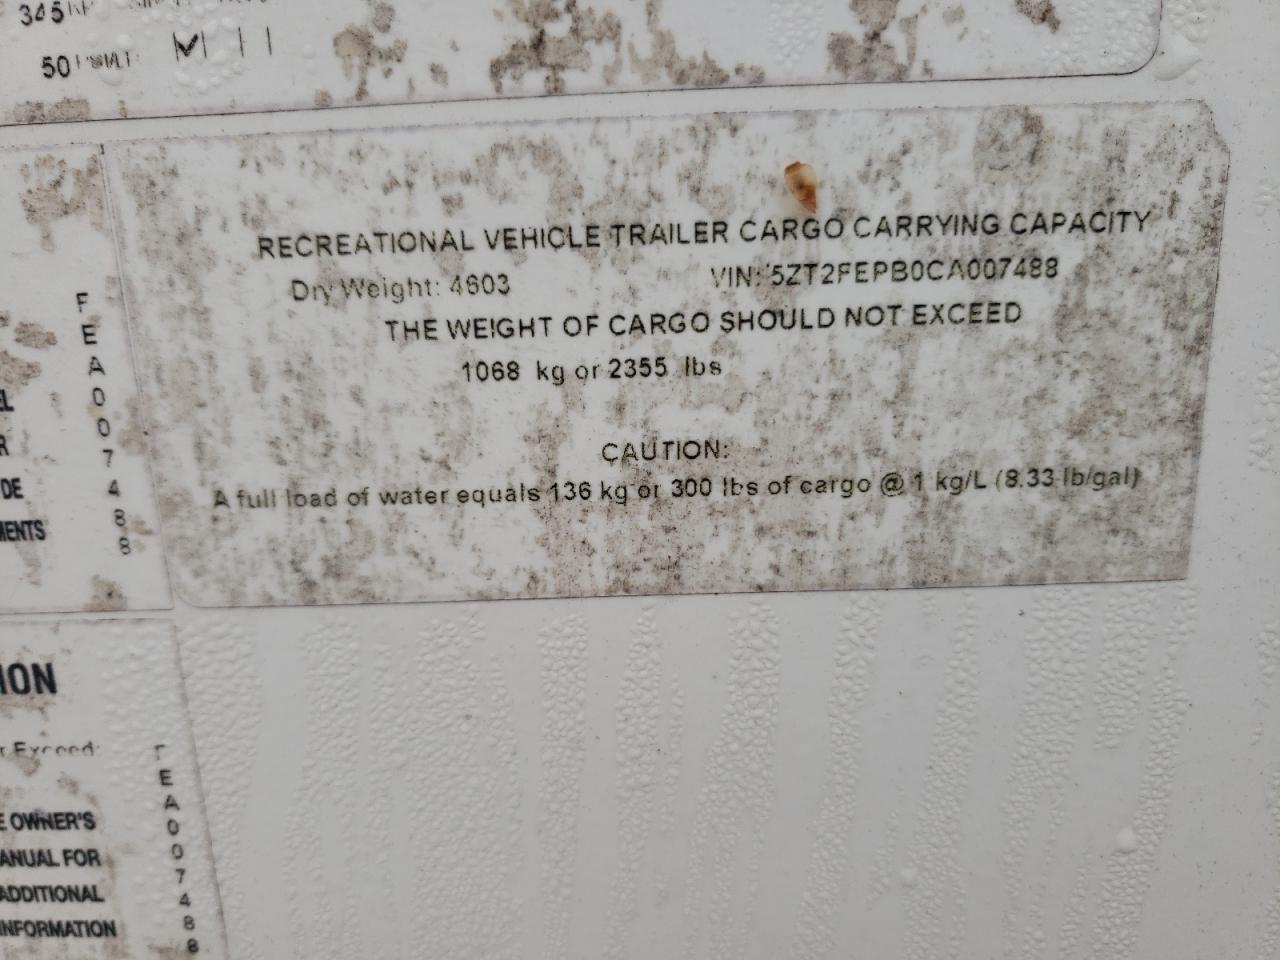 345
50
RECREATIONAL VEHICLE TRAILER CARGO CARRYING CAPACITY
Dry Weight: 4603 VIN: 5ZT2FEPB0CA007488
THE WEIGHT OF CARGO SHOULD NOT EXCEED
1068 kg or 2355 lbs
CAUTION:
A full load of water equals 136 kg or 300 lbs of cargo @ 1 kg/L (8.33 lb/gal)
FEA007488
DE
MENTS
ION
Exceed:
EA007488
OWNER'S
ANUAL FOR
ADDITIONAL
INFORMATION